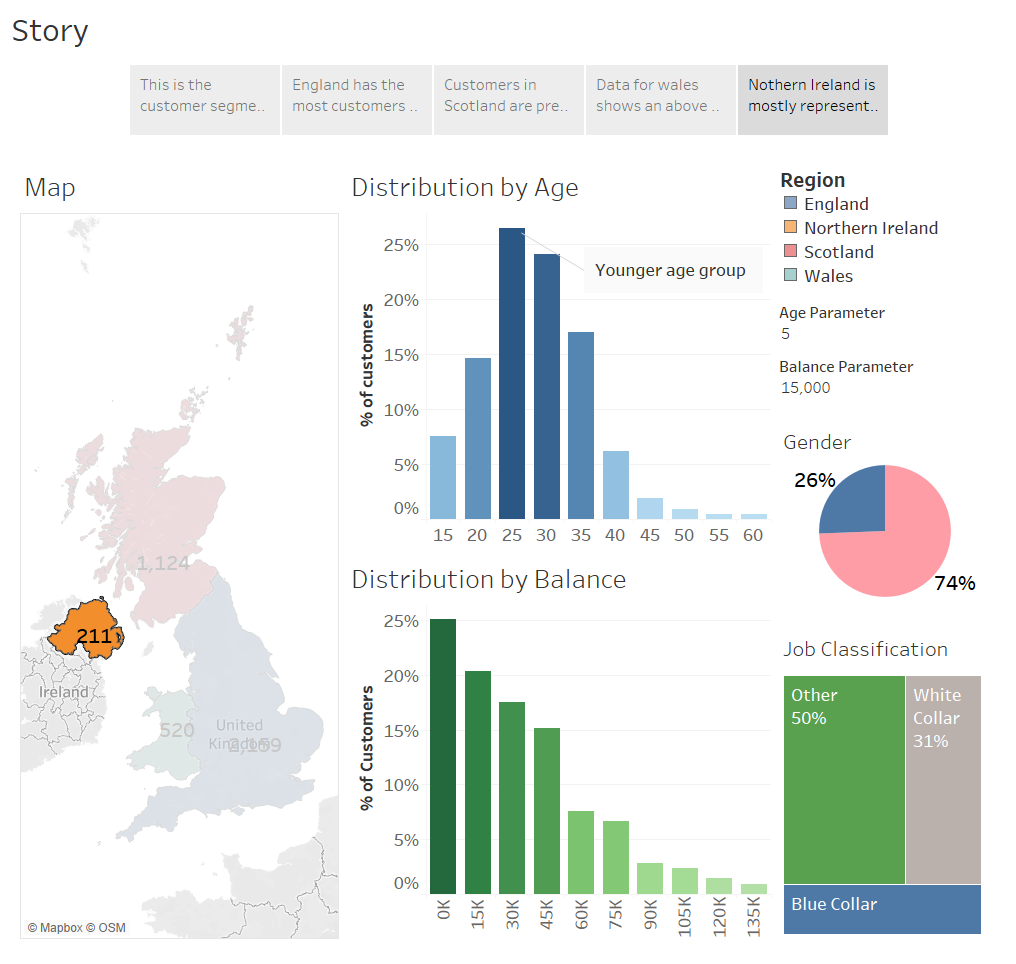 Story
This is the
customer segme..
England has the
most customers ..
Customers in
Scotland are pre..
Data for wales
shows an above ..
Nothern Ireland is
mostly represent..
Map
1,124
211
Ireland
520
United
Kingdom
2,159
© Mapbox © OSM
Distribution by Age
% of customers
25%
20%
15%
10%
5%
0%
Younger age group
15 20 25 30 35 40 45 50 55 60
Distribution by Balance
% of Customers
25%
20%
15%
10%
5%
0%
0K 15K 30K 45K 60K 75K 90K 105K 120K 135K
Region
England
Northern Ireland
Scotland
Wales
Age Parameter
5
Balance Parameter
15,000
Gender
26%
74%
Job Classification
Other
50%
White
Collar
31%
Blue Collar